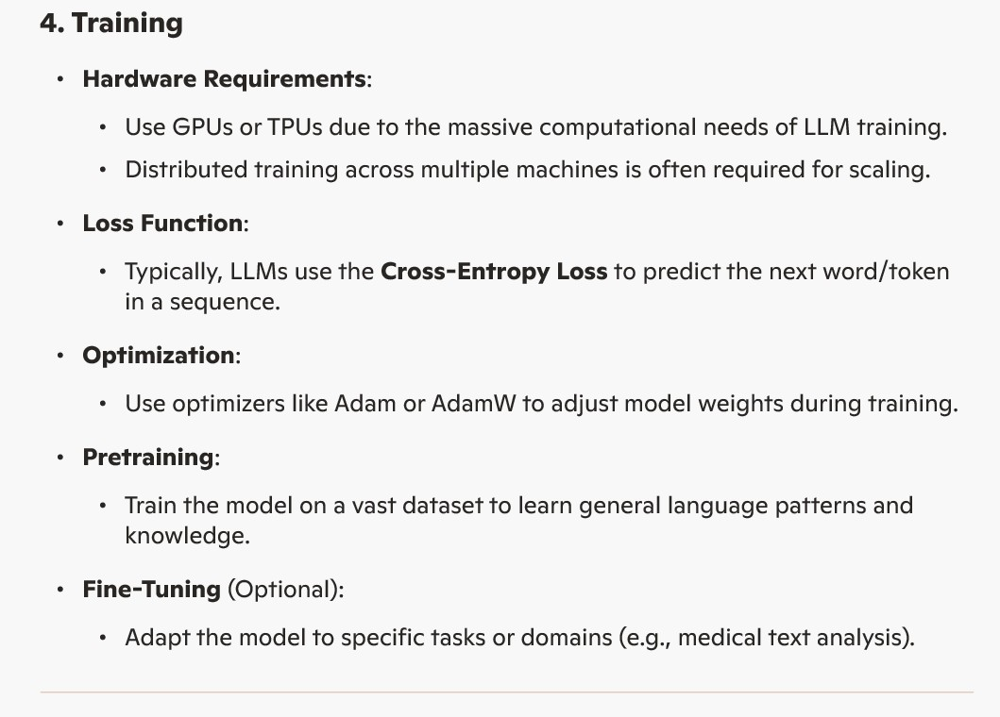 4. Training
• Hardware Requirements:
• Use GPUs or TPUs due to the massive computational needs of LLM training.
• Distributed training across multiple machines is often required for scaling.
• Loss Function:
• Typically, LLMs use the Cross-Entropy Loss to predict the next word/token
in a sequence.
• Optimization:
• Use optimizers like Adam or AdamW to adjust model weights during training.
• Pretraining:
• Train the model on a vast dataset to learn general language patterns and
knowledge.
• Fine-Tuning (Optional):
• Adapt the model to specific tasks or domains (e.g., medical text analysis).